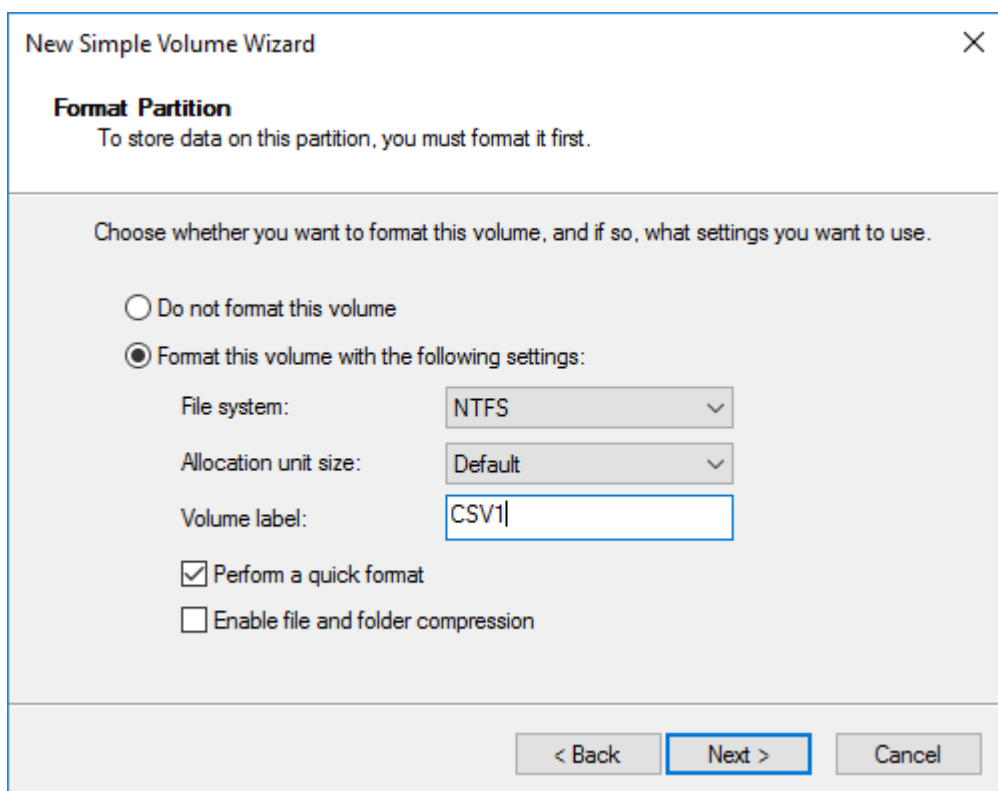 New Simple Volume Wizard
Format Partition
To store data on this partition, you must format it first.
Choose whether you want to format this volume, and if so, what settings you want to use.
Do not format this volume
Format this volume with the following settings:
File system: NTFS
Allocation unit size: Default
Volume label: CSV1
Perform a quick format
Enable file and folder compression
< Back Next > Cancel